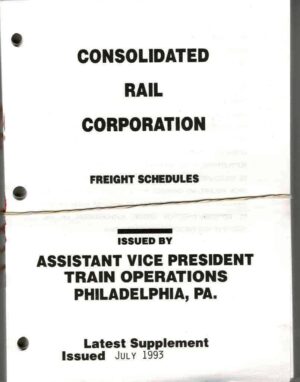 CONSOLIDATED
RAIL
CORPORATION
FREIGHT SCHEDULES
ISSUED BY
ASSISTANT VICE PRESIDENT
TRAIN OPERATIONS
PHILADELPHIA, PA.
Latest Supplement
Issued JULY 1993